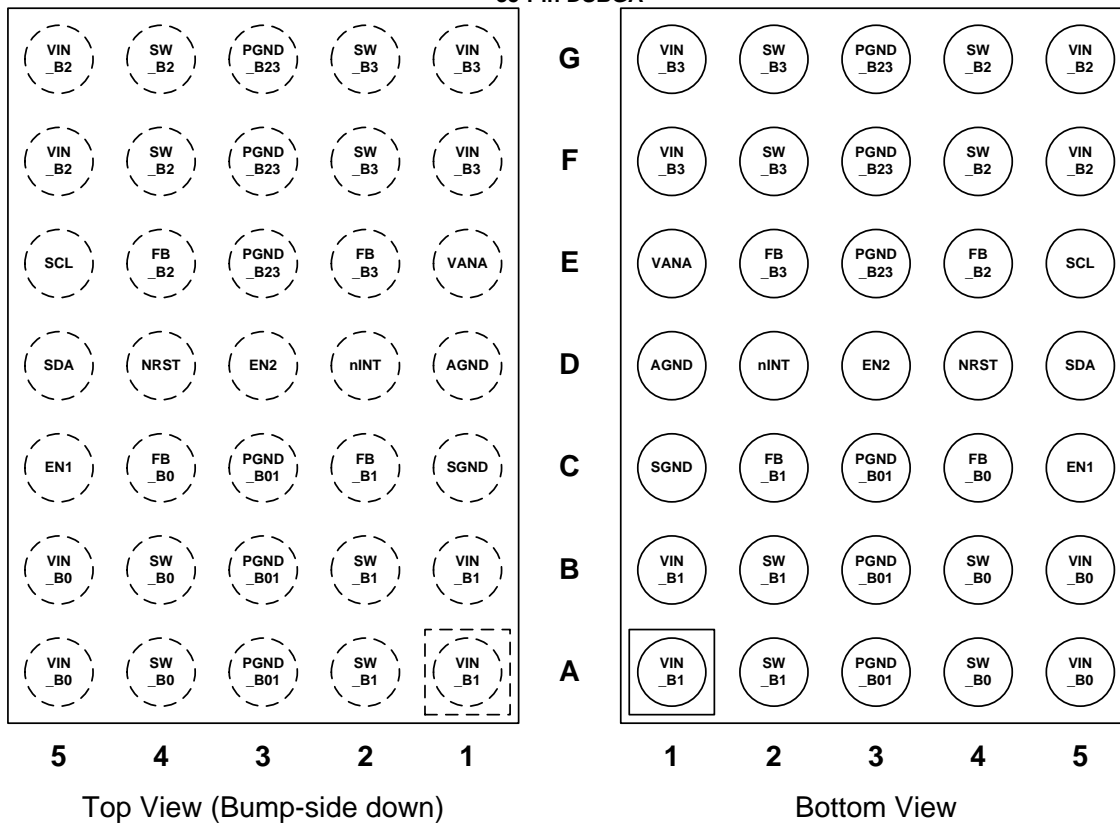 VIN SW PGND SW VIN VIN SW PGND SW VIN
_B2 _B2 _B23 _B3 _B3 G _B3 _B3 _B23 _B2 _B2
VIN SW PGND SW VIN VIN SW PGND SW VIN
_B2 _B2 _B23 _B3 _B3 F _B3 _B3 _B23 _B2 _B2
FB PGND FB FB PGND FB
SCL _B2 _B23 _B3 VANA E VANA _B3 _B23 _B2 SCL
SDA NRST EN2 nINT AGND D AGND nINT EN2 NRST SDA
FB PGND FB FB PGND FB
EN1 _B0 _B01 _B1 SGND C SGND _B1 _B01 _B0 EN1
VIN SW PGND SW VIN VIN SW PGND SW VIN
_B0 _B0 _B01 _B1 _B1 B _B1 _B1 _B01 _B0 _B0
VIN SW PGND SW VIN VIN SW PGND SW VIN
_B0 _B0 _B01 _B1 _B1 A _B1 _B1 _B01 _B0 _B0
5 4 3 2 1 1 2 3 4 5
Top View (Bump-side down) Bottom View